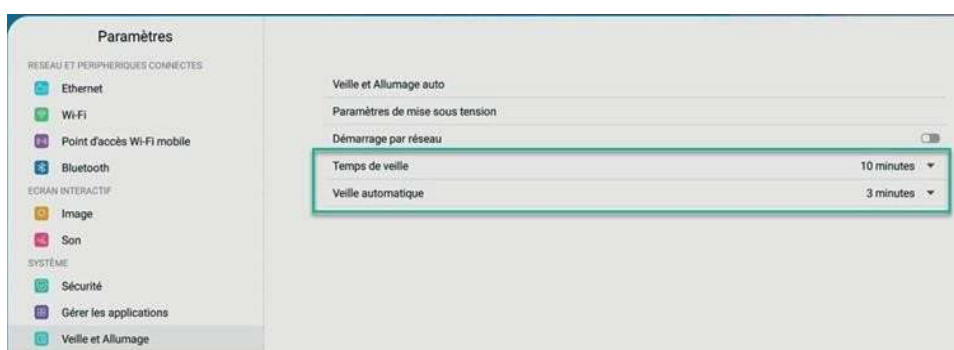 Paramètres
RESEAU ET PERIPHERIQUES CONNECTES
Ethernet
Wi-Fi
Point d'accès Wi-Fi mobile
Bluetooth
ECRAN INTERACTIF
Image
Son
SYSTÈME
Sécurité
Gérer les applications
Veille et Allumage
Veille et Allumage auto
Paramètres de mise sous tension
Démarrage par réseau
Temps de veille 10 minutes
Veille automatique 3 minutes